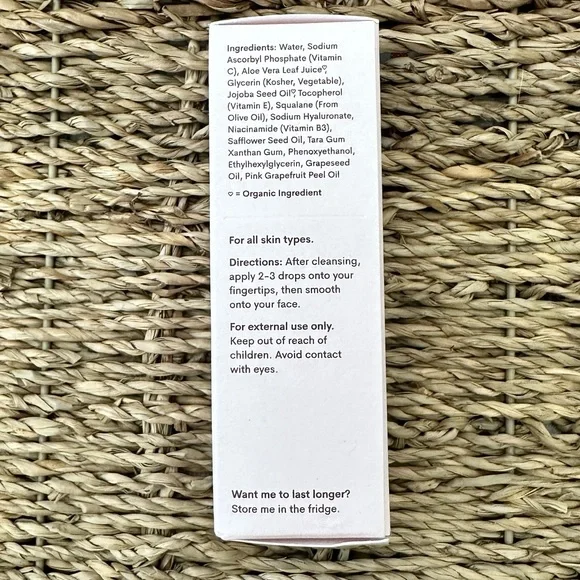 Ingredients: Water, Sodium
Ascorbyl Phosphate (Vitamin
C), Aloe Vera Leaf Juice♡,
Glycerin (Kosher, Vegetable),
Jojoba Seed Oil♡, Tocopherol
(Vitamin E), Squalane (From
Olive Oil), Sodium Hyaluronate,
Niacinamide (Vitamin B3),
Safflower Seed Oil, Tara Gum
Xanthan Gum, Phenoxyethanol,
Ethylhexylglycerin, Grapeseed
Oil, Pink Grapefruit Peel Oil
♡ = Organic Ingredient
For all skin types.
Directions: After cleansing,
apply 2-3 drops onto your
fingertips, then smooth
onto your face.
For external use only.
Keep out of reach of
children. Avoid contact
with eyes.
Want me to last longer?
Store me in the fridge.